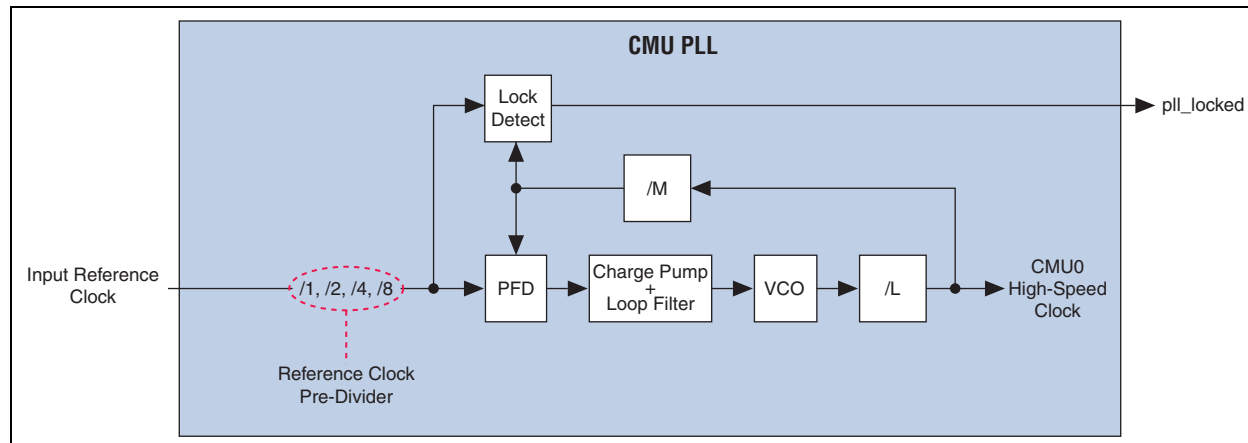 CMU PLL
Lock
Detect
pll_locked
/M
Input Reference
Clock
/1, /2, /4, /8
PFD
Charge Pump
+
Loop Filter
VCO
/L
CMU0
High-Speed
Clock
Reference Clock
Pre-Divider